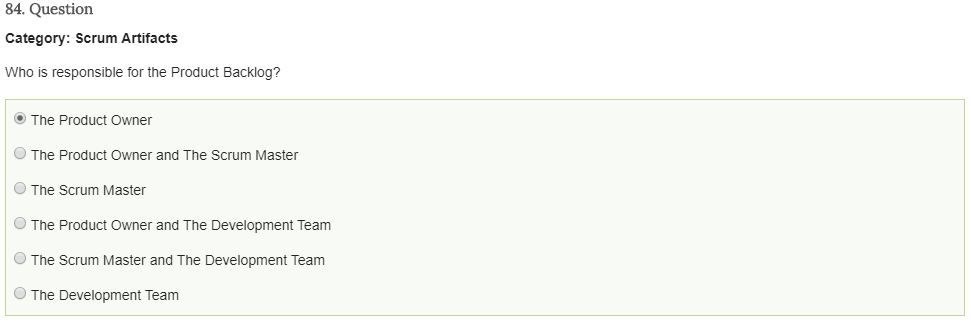 84. Question
Category: Scrum Artifacts
Who is responsible for the Product Backlog?
The Product Owner
The Product Owner and The Scrum Master
The Scrum Master
The Product Owner and The Development Team
The Scrum Master and The Development Team
The Development Team